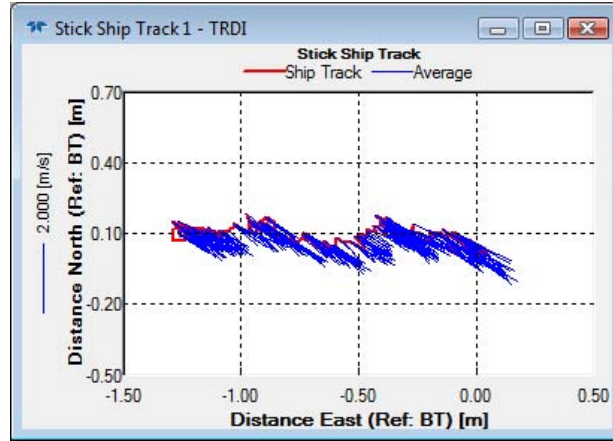 Stick Ship Track 1 - TRDI
Stick Ship Track
Ship Track Average
2.000 [m/s]
Distance North (Ref: BT) [m]
0.70
0.40
0.10
-0.20
-0.50
-1.50 -1.00 -0.50 0.00 0.50
Distance East (Ref: BT) [m]